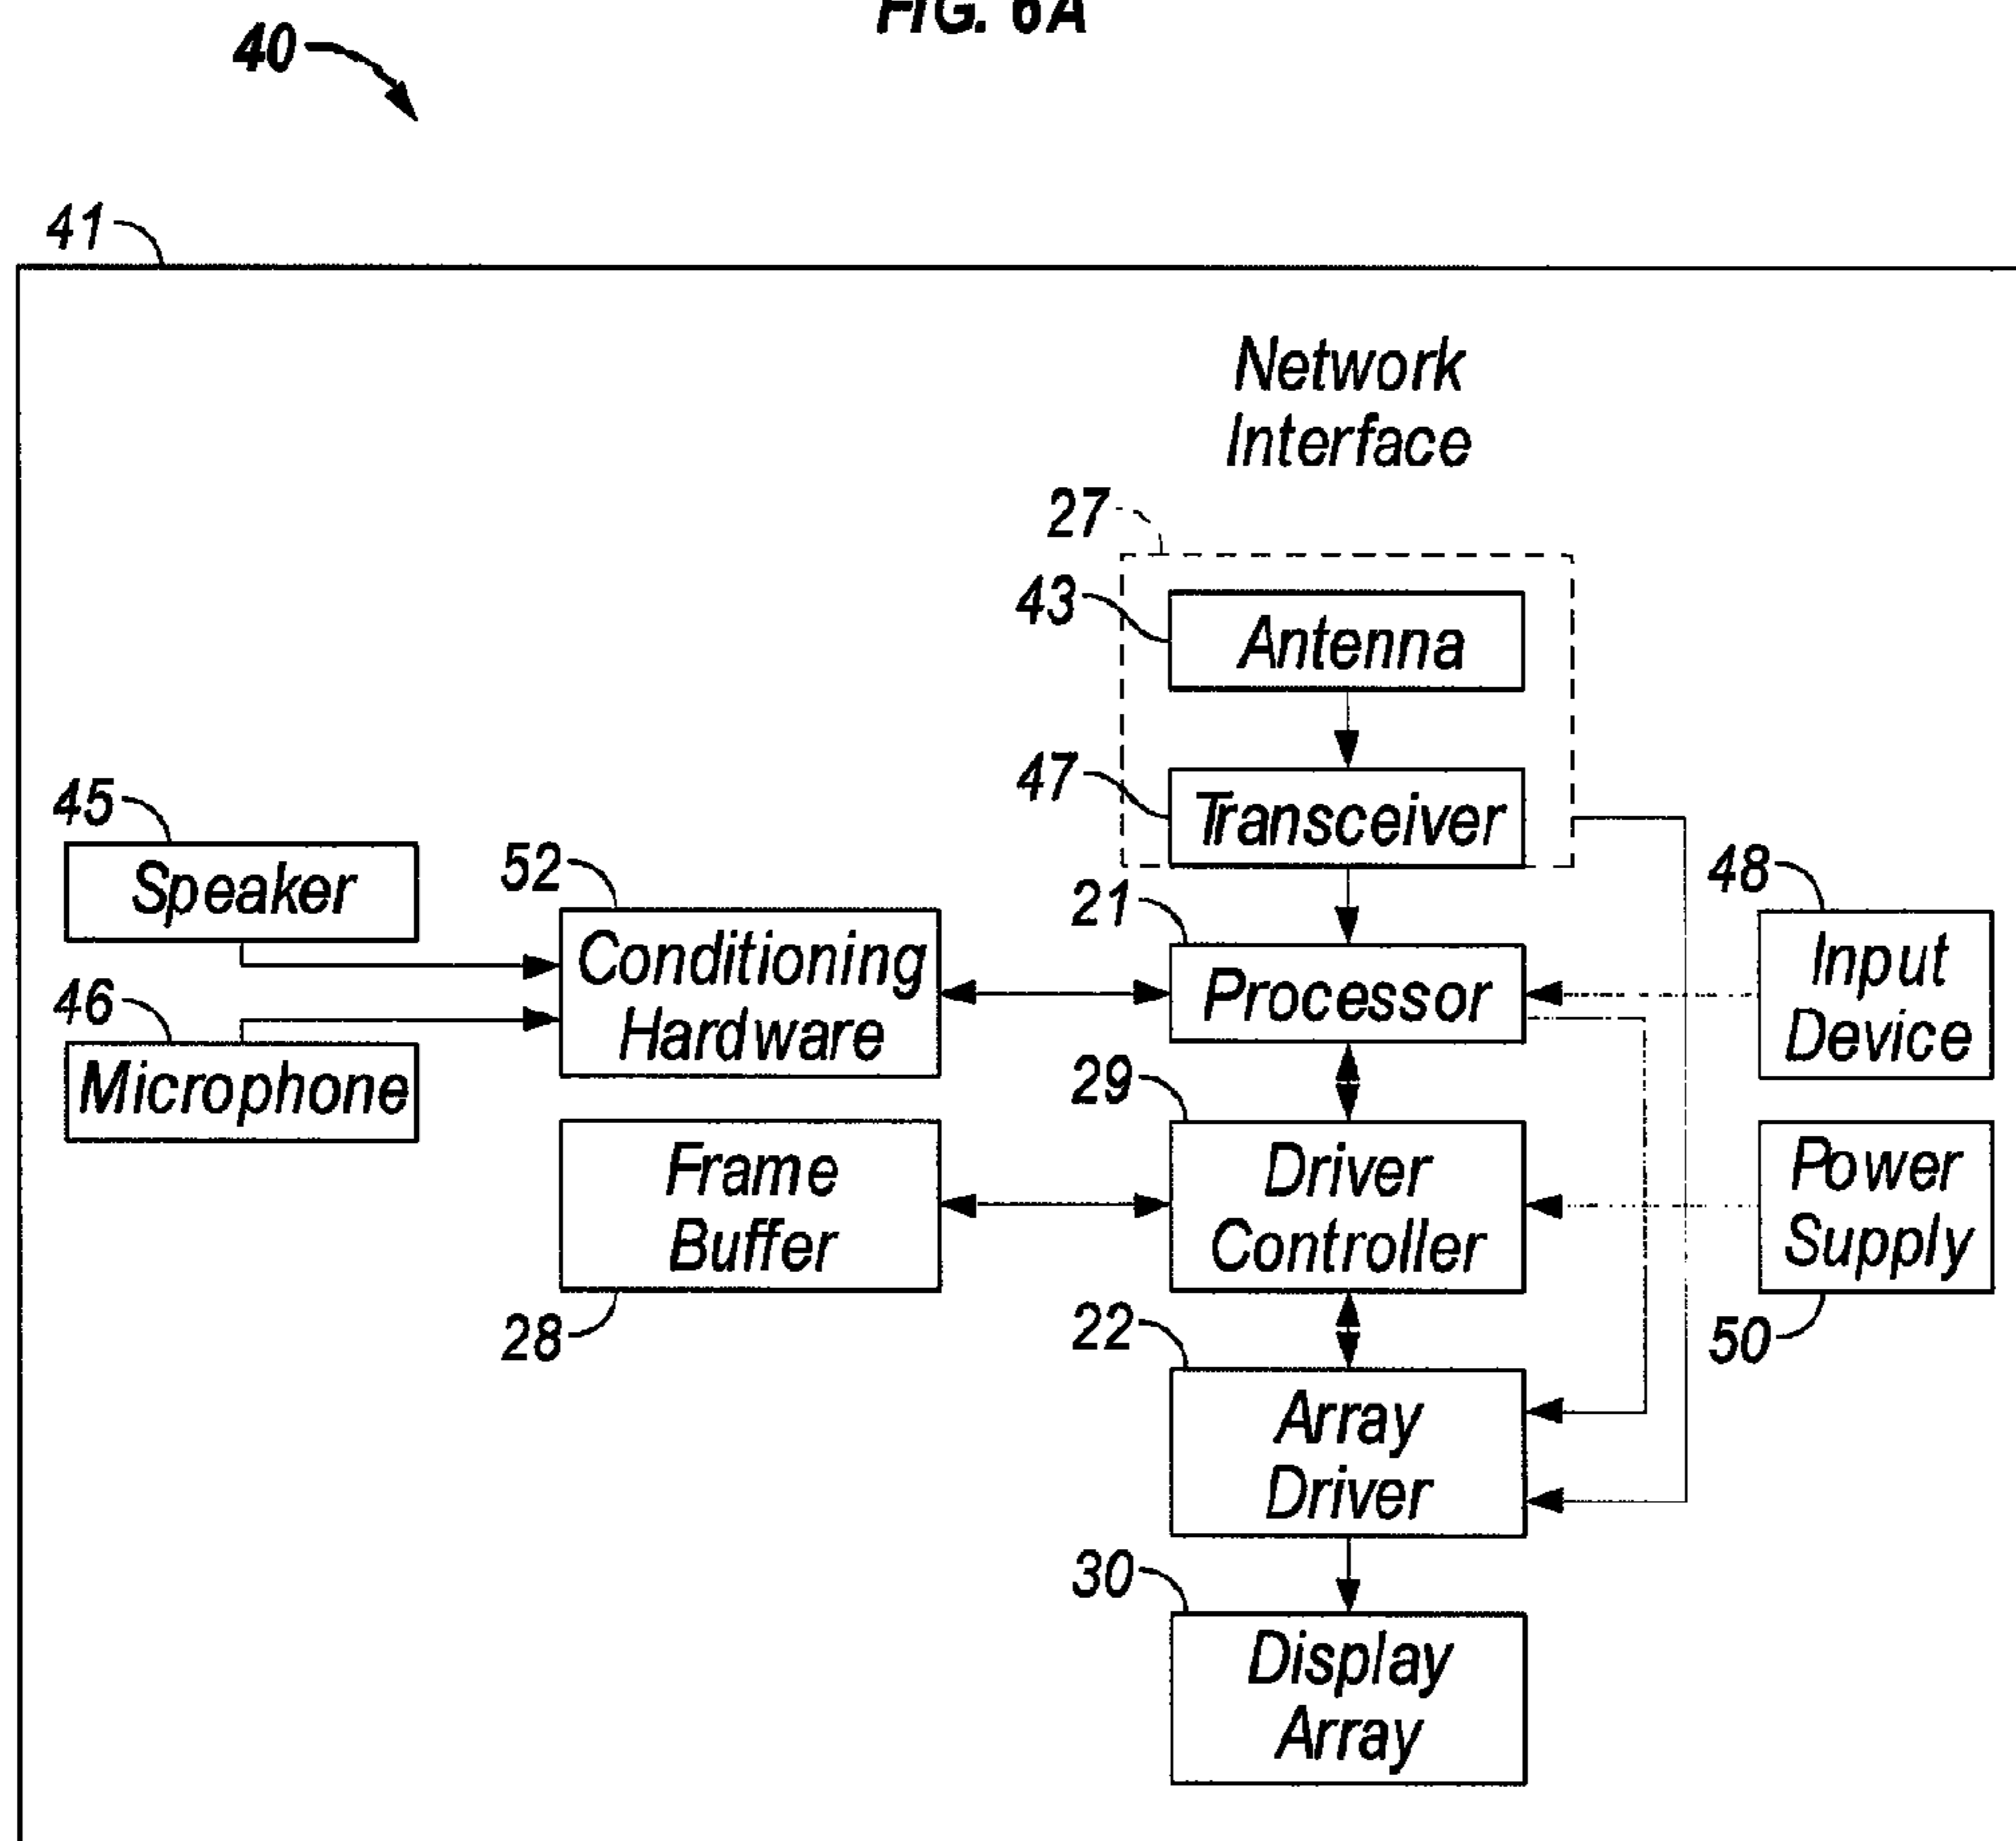 FIG. 6A
40
41
Network
Interface
27
43
Antenna
47
Transceiver
45
Speaker
52
Conditioning
Hardware
21
Processor
48
Input
Device
46
Microphone
29
Driver
Controller
Frame
Buffer
28
Power
Supply
50
22
Array
Driver
30
Display
Array